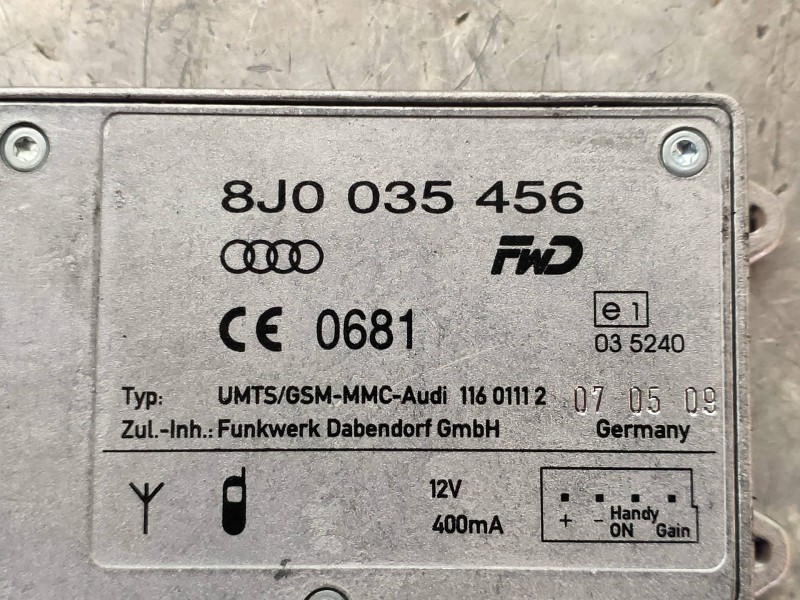 8J0 035 456
FWD
CE 0681
e 1
03 5240
Typ: UMTS/GSM-MMC-Audi 116 0111 2 07 05 09
Zul.-Inh.: Funkwerk Dabendorf GmbH Germany
12V
400mA
+ - Handy ON Gain